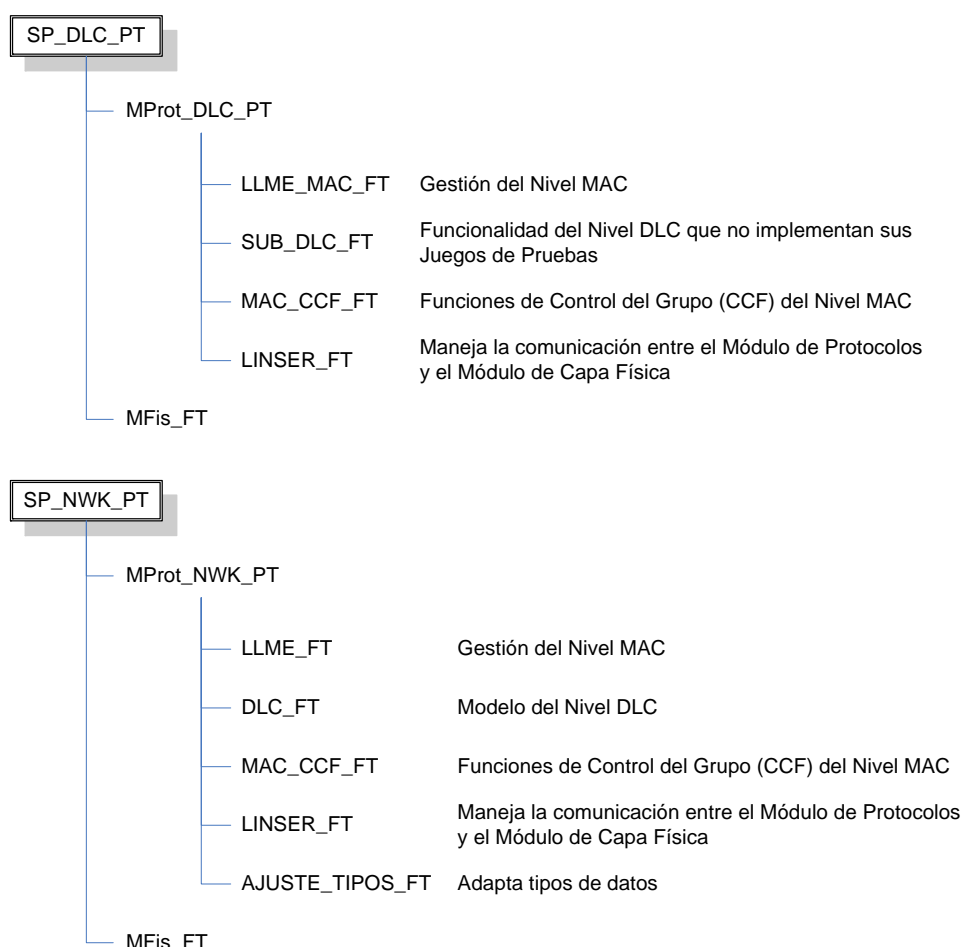 SP_DLC_PT
MProt_DLC_PT
LLME_MAC_FT Gestión del Nivel MAC
SUB_DLC_FT Funcionalidad del Nivel DLC que no implementan sus
Juegos de Pruebas
MAC_CCF_FT Funciones de Control del Grupo (CCF) del Nivel MAC
LINSER_FT Maneja la comunicación entre el Módulo de Protocolos
y el Módulo de Capa Física
MFis_FT
SP_NWK_PT
MProt_NWK_PT
LLME_FT Gestión del Nivel MAC
DLC_FT Modelo del Nivel DLC
MAC_CCF_FT Funciones de Control del Grupo (CCF) del Nivel MAC
LINSER_FT Maneja la comunicación entre el Módulo de Protocolos
y el Módulo de Capa Física
AJUSTE_TIPOS_FT Adapta tipos de datos
MFis_FT